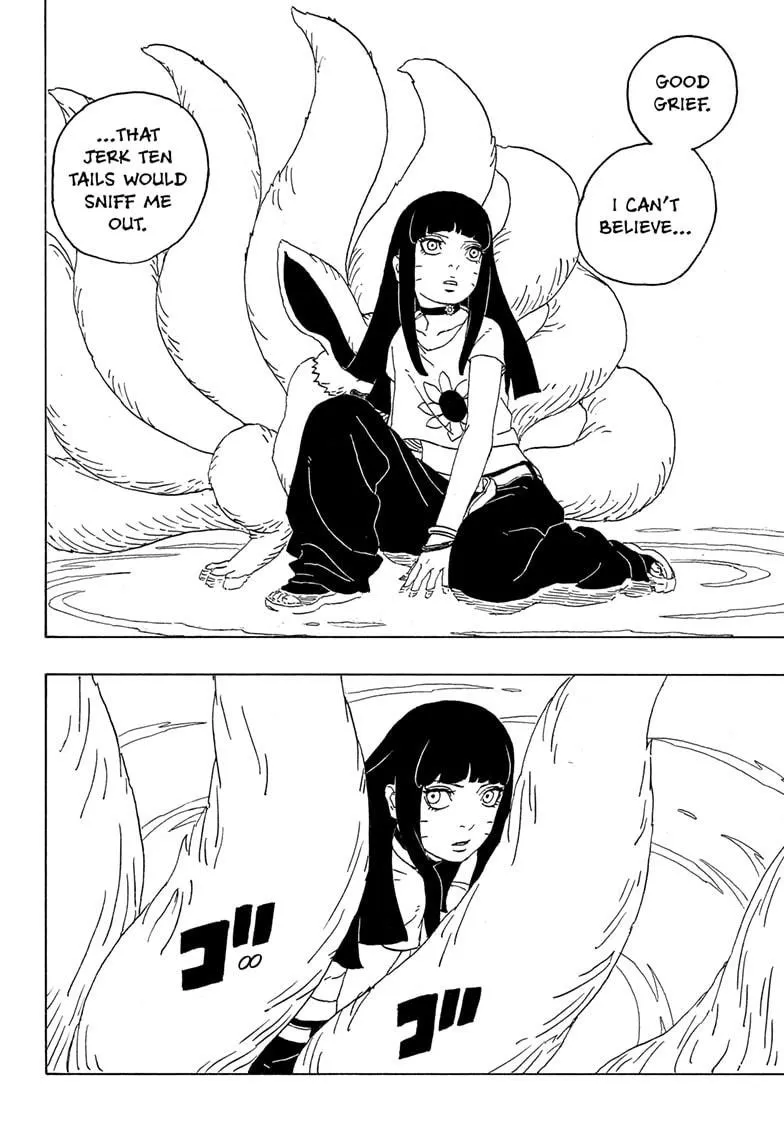 GOOD
GRIEF.
I CAN'T
BELIEVE...
...THAT
JERK TEN
TAILS WOULD
SNIFF ME
OUT.
ゴッ
ゴッ